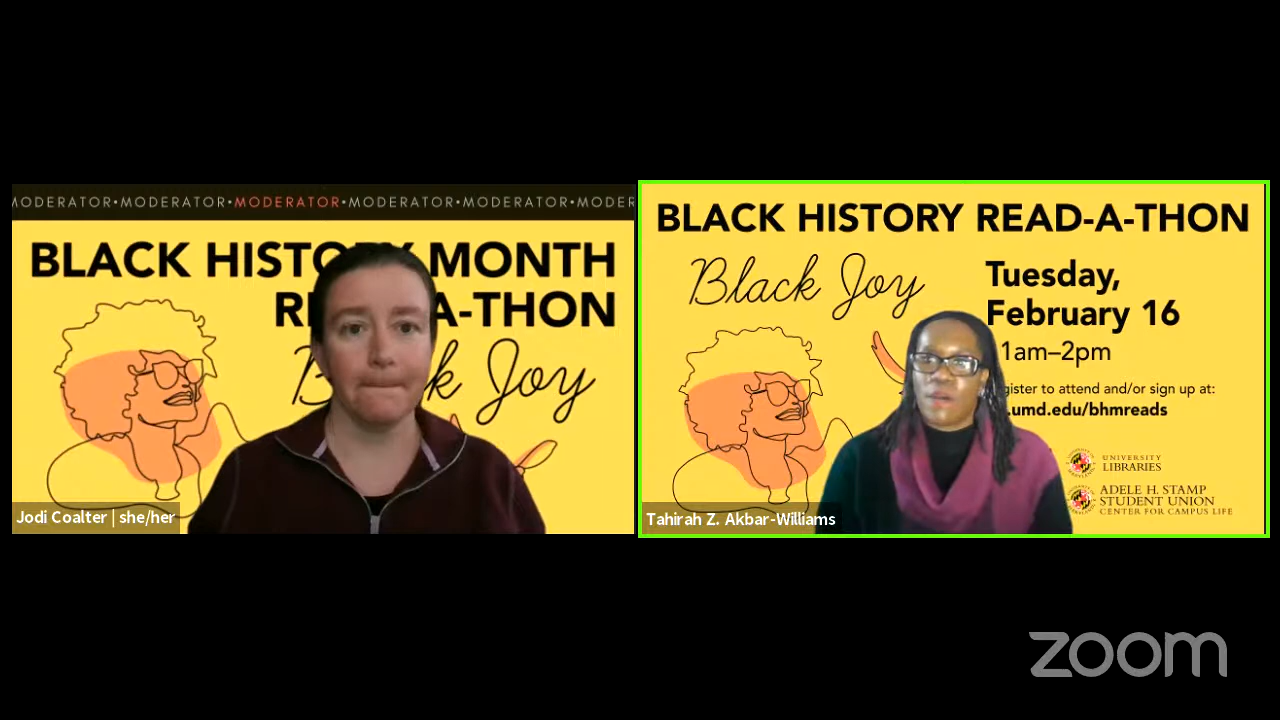 MODERATOR•MODERATOR•MODERATOR•MODERATOR•MODERATOR•MODER
BLACK HISTORY MONTH
RE A-THON
B k Joy
Jodi Coalter | she/her
BLACK HISTORY READ-A-THON
Black Joy
Tuesday,
February 16
1am–2pm
gister to attend and/or sign up at:
.umd.edu/bhmreads
UNIVERSITY
LIBRARIES
ADELE H. STAMP
STUDENT UNION
CENTER FOR CAMPUS LIFE
Tahirah Z. Akbar-Williams
zoom